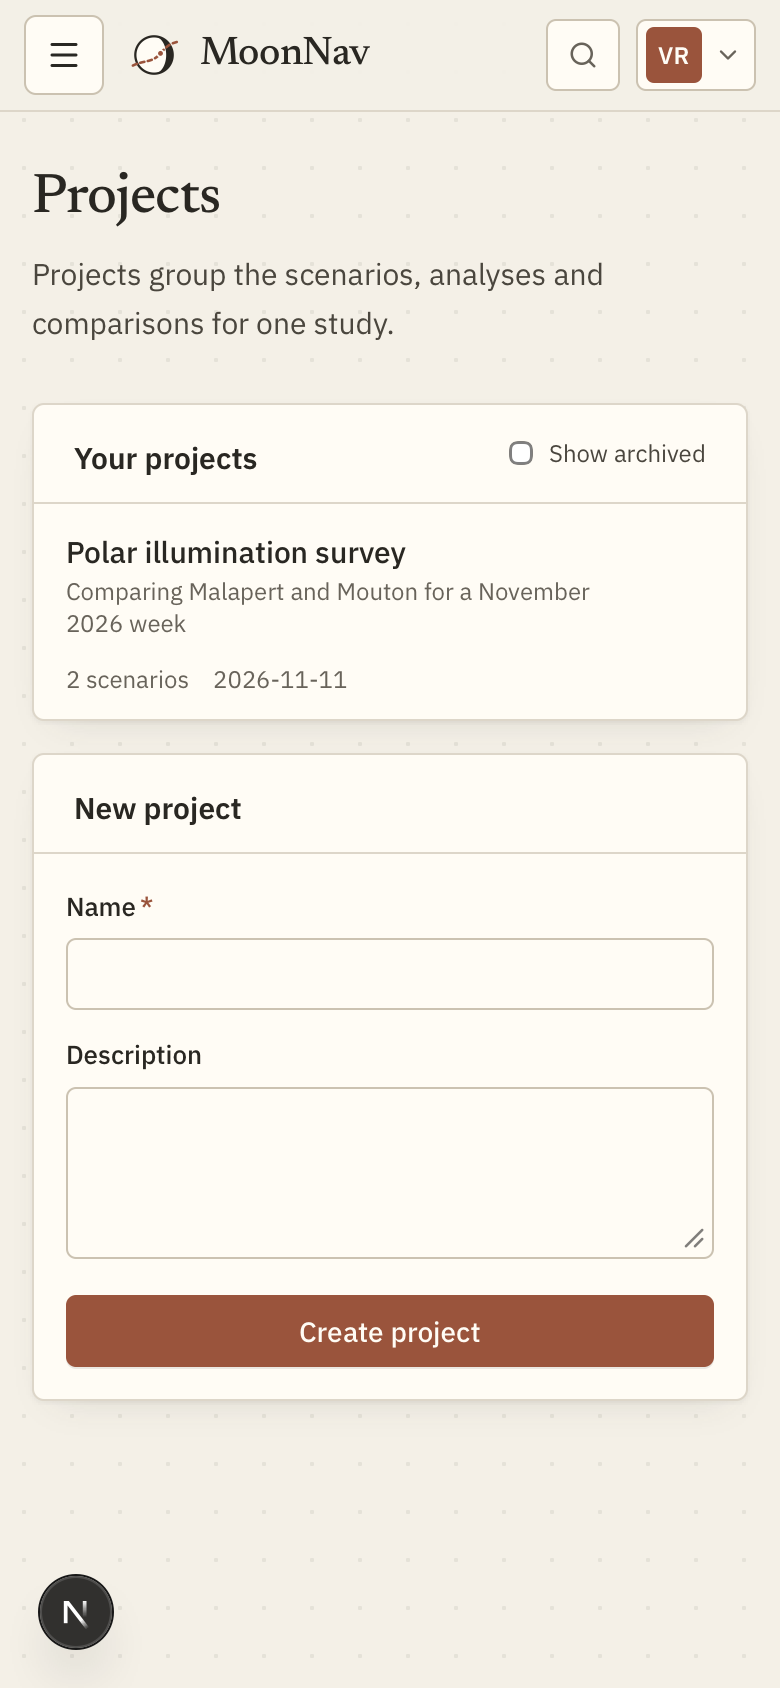 MoonNav
VR
Projects
Projects group the scenarios, analyses and
comparisons for one study.
Your projects
Show archived
Polar illumination survey
Comparing Malapert and Mouton for a November
2026 week
2 scenarios 2026-11-11
New project
Name *
Description
Create project
N